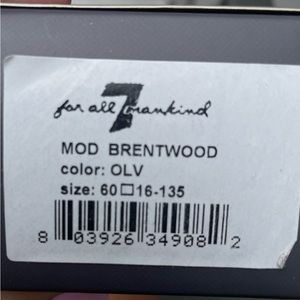 for all 7 mankind
MOD BRENTWOOD
color: OLV
size: 60□16-135
8 03926 34908 2